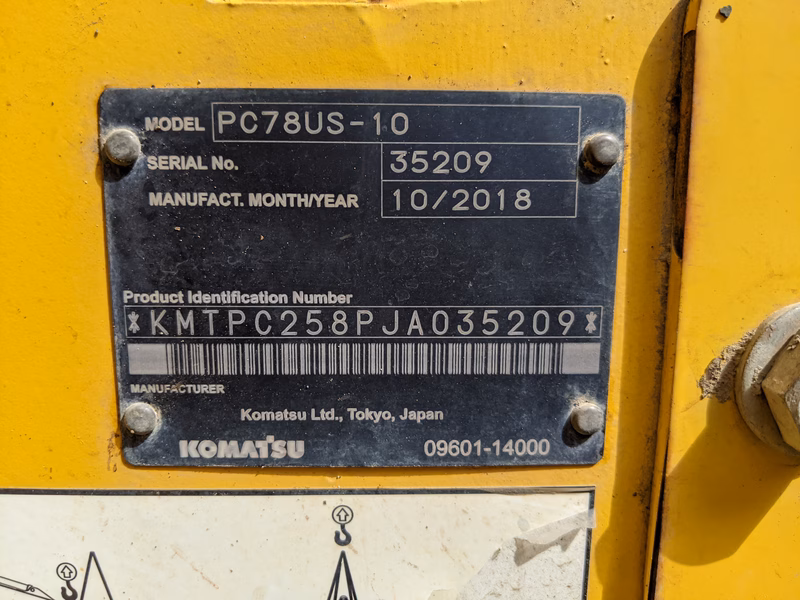 MODEL PC78US-10
SERIAL No. 35209
MANUFACT. MONTH/YEAR 10/2018
Product Identification Number
*KMTPC258PJA035209*
MANUFACTURER
Komatsu Ltd., Tokyo, Japan
KOMATSU 09601-14000